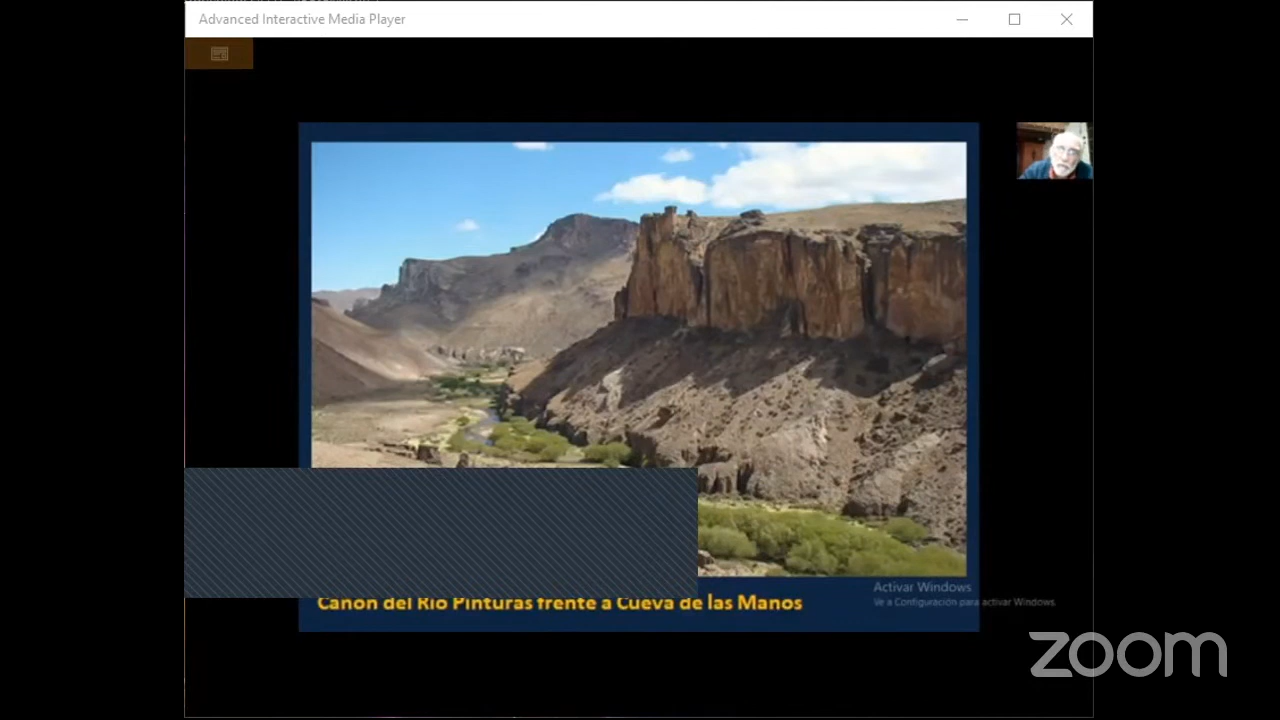 Advanced Interactive Media Player
Cañon del Rio Pinturas frente a Cueva de las Manos
Activar Windows
Ve a Configuración para activar Windows.
zoom